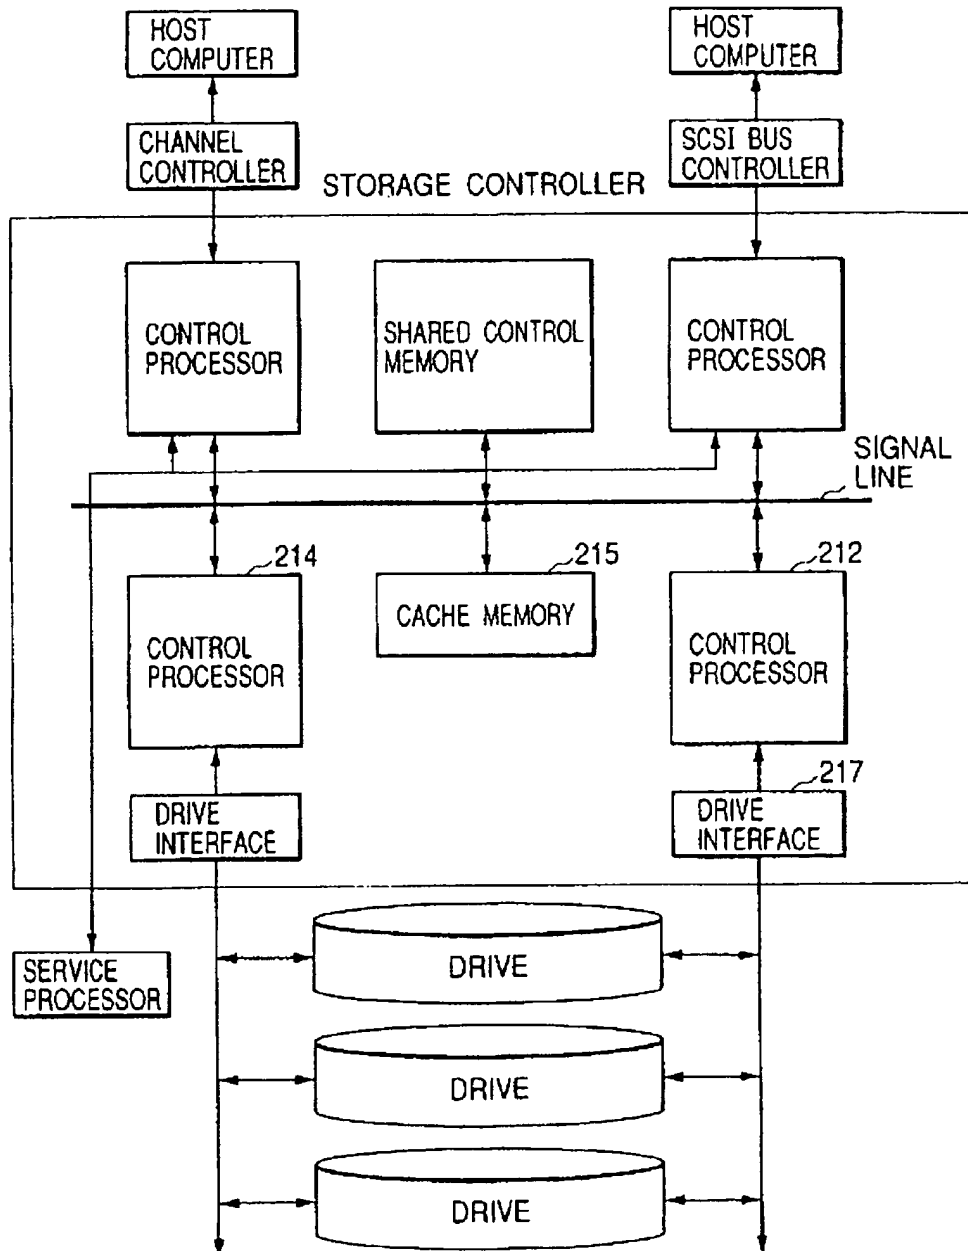 HOST
COMPUTER
HOST
COMPUTER
CHANNEL
CONTROLLER
SCSI BUS
CONTROLLER
STORAGE CONTROLLER
CONTROL
PROCESSOR
SHARED CONTROL
MEMORY
CONTROL
PROCESSOR
SIGNAL
LINE
214
215
212
CONTROL
PROCESSOR
CACHE MEMORY
CONTROL
PROCESSOR
217
DRIVE
INTERFACE
DRIVE
INTERFACE
SERVICE
PROCESSOR
DRIVE
DRIVE
DRIVE